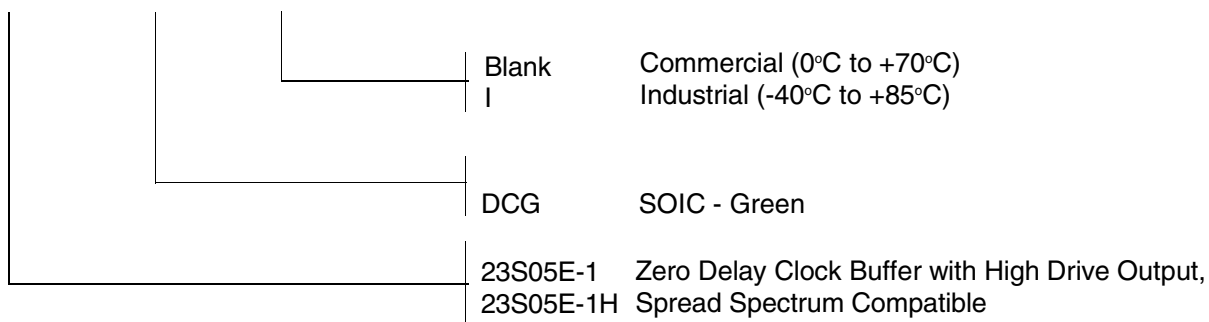 Blank Commercial (0°C to +70°C)
I Industrial (-40°C to +85°C)
DCG SOIC - Green
23S05E-1 Zero Delay Clock Buffer with High Drive Output,
23S05E-1H Spread Spectrum Compatible